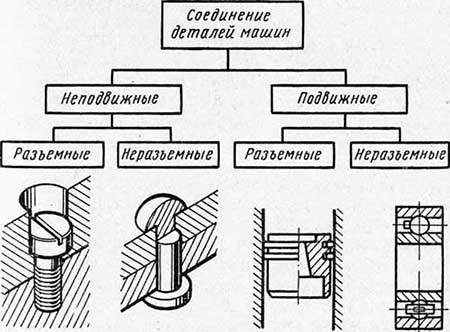 Соединение
деталей машин
Неподвижные
Подвижные
Разъемные
Неразъемные
Разъемные
Неразъемные